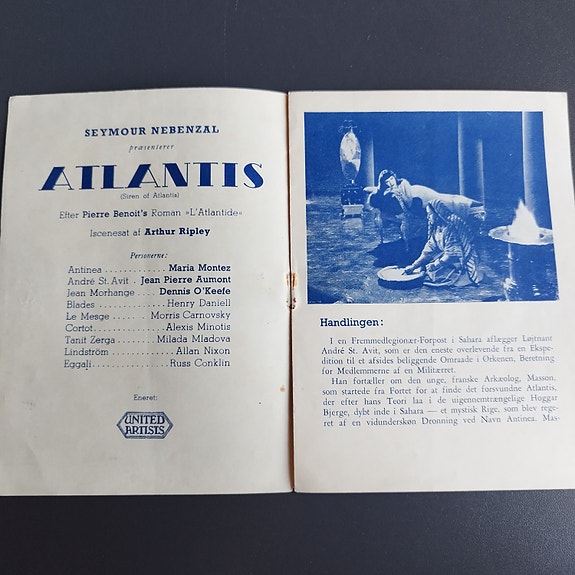 SEYMOUR NEBENZAL
præsenterer
ATLANTIS
(Siren of Atlantis)
Efter Pierre Benoit's Roman »L'Atlantide«
Iscenesat af Arthur Ripley
Personerne:
Antinea . . . . . . . . . . . . Maria Montez
André St. Avit . Jean Pierre Aumont
Jean Morhange . . . . Dennis O'Keefe
Blades . . . . . . . . . . . . Henry Daniell
Le Mesge . . . . . Morris Carnovsky
Cortot . . . . . . . . . . . Alexis Minotis
Tanit Zerga . . . . Milada Mladova
Lindström . . . . . . . . . . Allan Nixon
Eggali . . . . . . . . . . . . Russ Conklin
Eneret:
UNITED
ARTISTS
Handlingen:
I en Fremmedlegionær-Forpost i Sahara aflægger Løjtnant
André St. Avit, som er den eneste overlevende fra en Ekspe-
dition til et afsides beliggende Omraade i Ørkenen, Beretning
for Medlemmerne af en Militærret.
Han fortæller om den unge, franske Arkæolog, Masson,
som startede fra Fortet for at finde det forsvundne Atlantis,
der efter hans Teori laa i de uigennemtrængelige Hoggar
Bjerge, dybt inde i Sahara — et mystisk Rige, som blev rege-
ret af en vidunderskøn Dronning ved Navn Antinea. Mas-